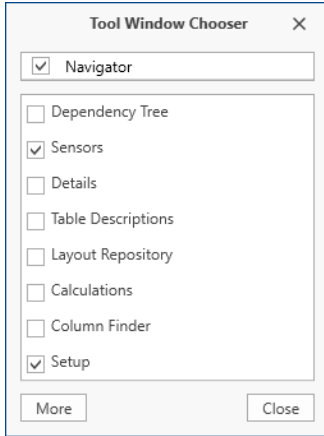 Tool Window Chooser
Navigator
Dependency Tree
Sensors
Details
Table Descriptions
Layout Repository
Calculations
Column Finder
Setup
More
Close